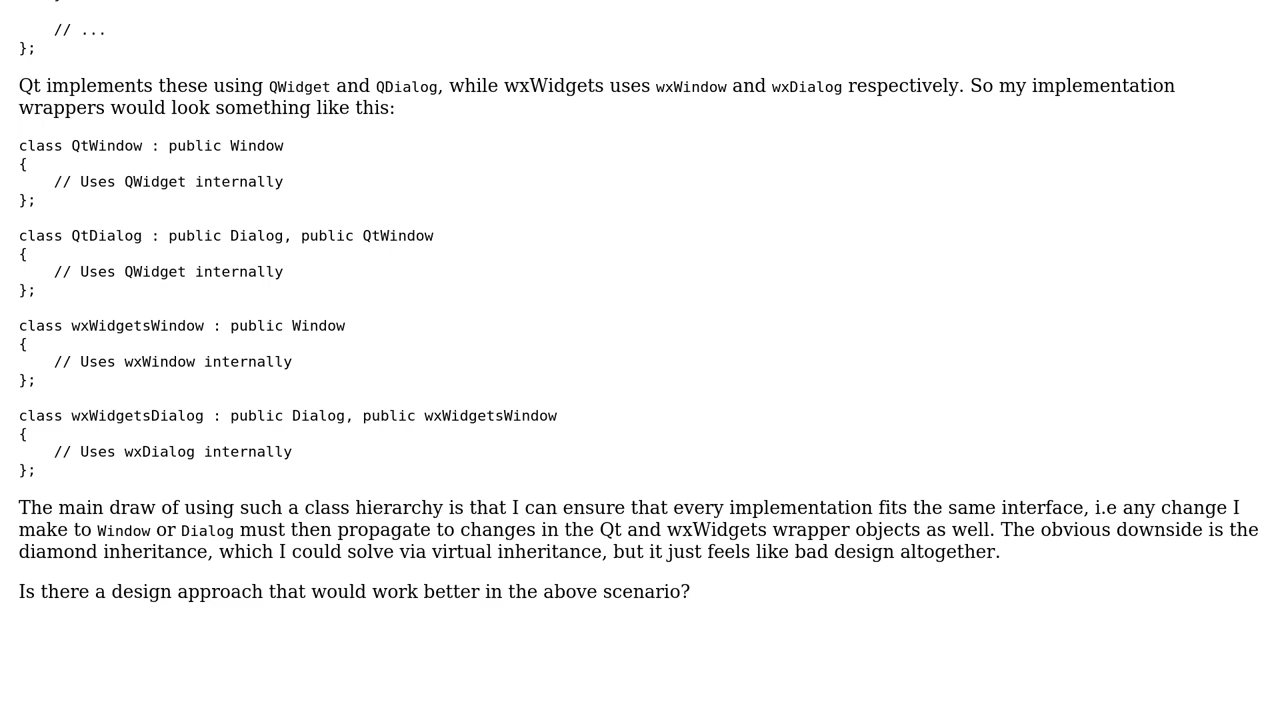 // ...
};
Qt implements these using QWidget and QDialog, while wxWidgets uses wxWindow and wxDialog respectively. So my implementation
wrappers would look something like this:
class QtWindow : public Window
{
// Uses QWidget internally
};
class QtDialog : public Dialog, public QtWindow
{
// Uses QWidget internally
};
class wxWidgetsWindow : public Window
{
// Uses wxWindow internally
};
class wxWidgetsDialog : public Dialog, public wxWidgetsWindow
{
// Uses wxDialog internally
};
The main draw of using such a class hierarchy is that I can ensure that every implementation fits the same interface, i.e any change I
make to Window or Dialog must then propagate to changes in the Qt and wxWidgets wrapper objects as well. The obvious downside is the
diamond inheritance, which I could solve via virtual inheritance, but it just feels like bad design altogether.
Is there a design approach that would work better in the above scenario?